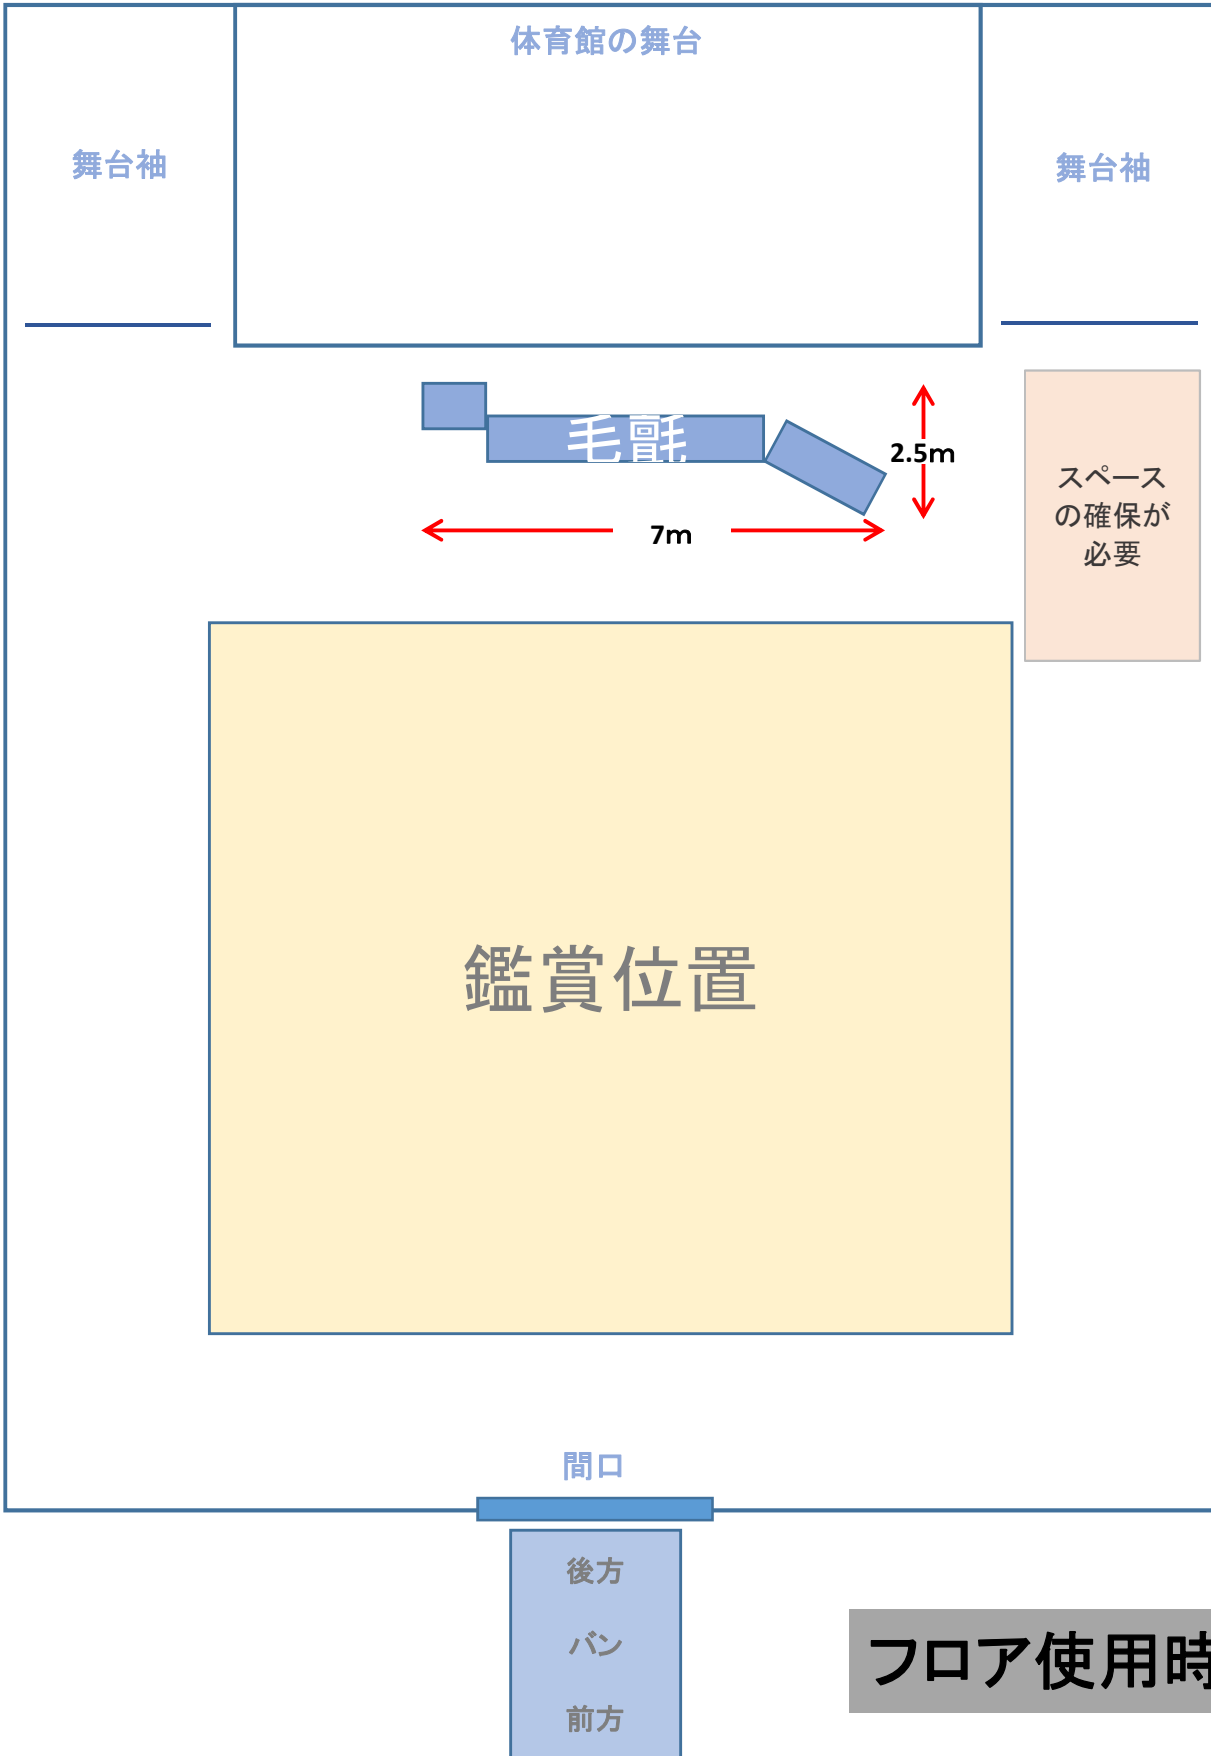 体育館の舞台
舞台袖
舞台袖
毛氈
2.5m
7m
スペース
の確保が
必要
鑑賞位置
間口
後方
バン
前方
フロア使用時